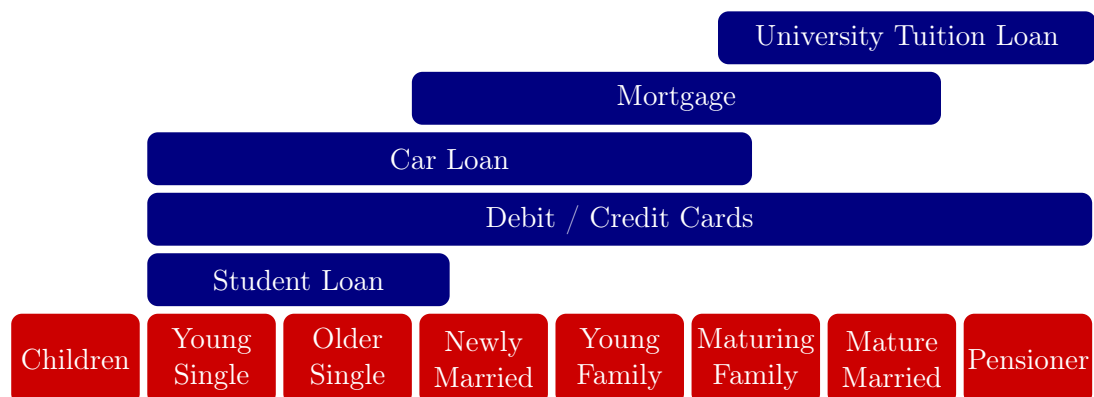 University Tuition Loan
Mortgage
Car Loan
Debit / Credit Cards
Student Loan
Children
Young
Single
Older
Single
Newly
Married
Young
Family
Maturing
Family
Mature
Married
Pensioner